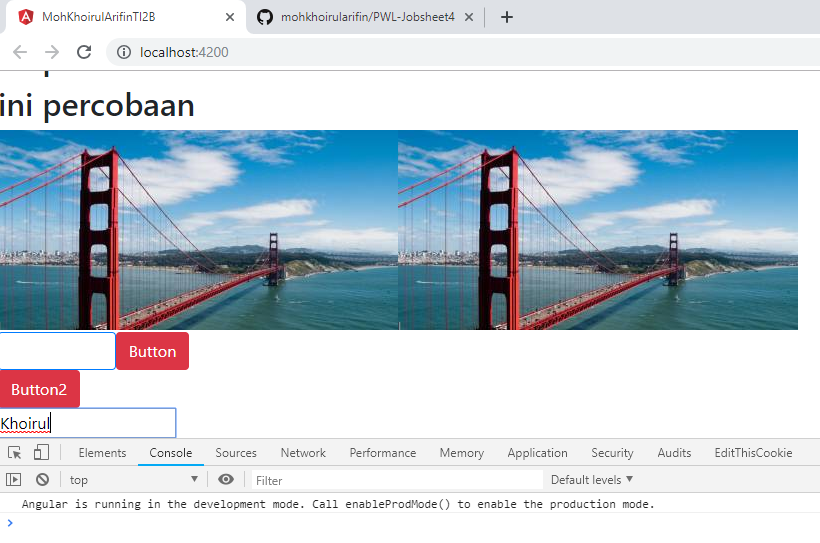 MohKhoirulArifinTI2B
mohkhoirularifin/PWL-Jobsheet4
localhost:4200
ini percobaan
Button
Button2
Khoirul
Elements Console Sources Network Performance Memory Application Security Audits EditThisCookie
top Filter Default levels
Angular is running in the development mode. Call enableProdMode() to enable the production mode.